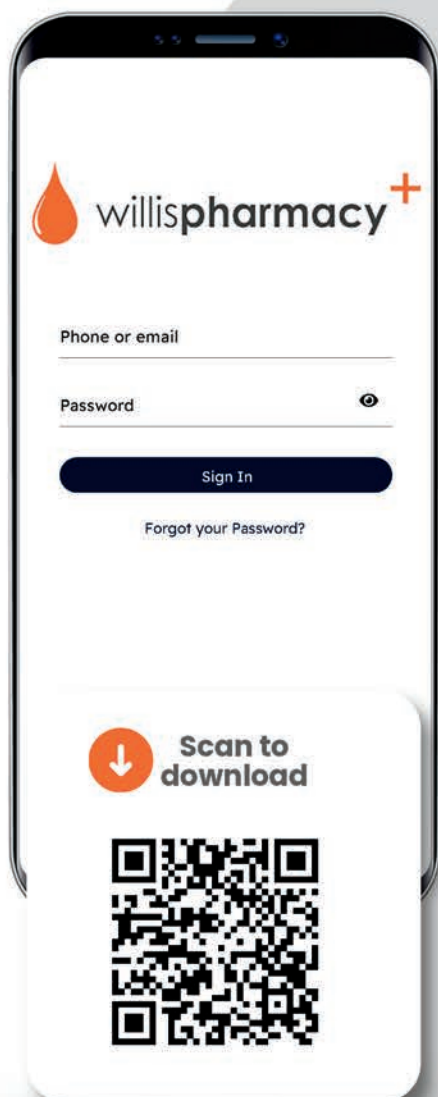 willispharmacy+
Phone or email
Password
Sign In
Forgot your Password?
Scan to
download